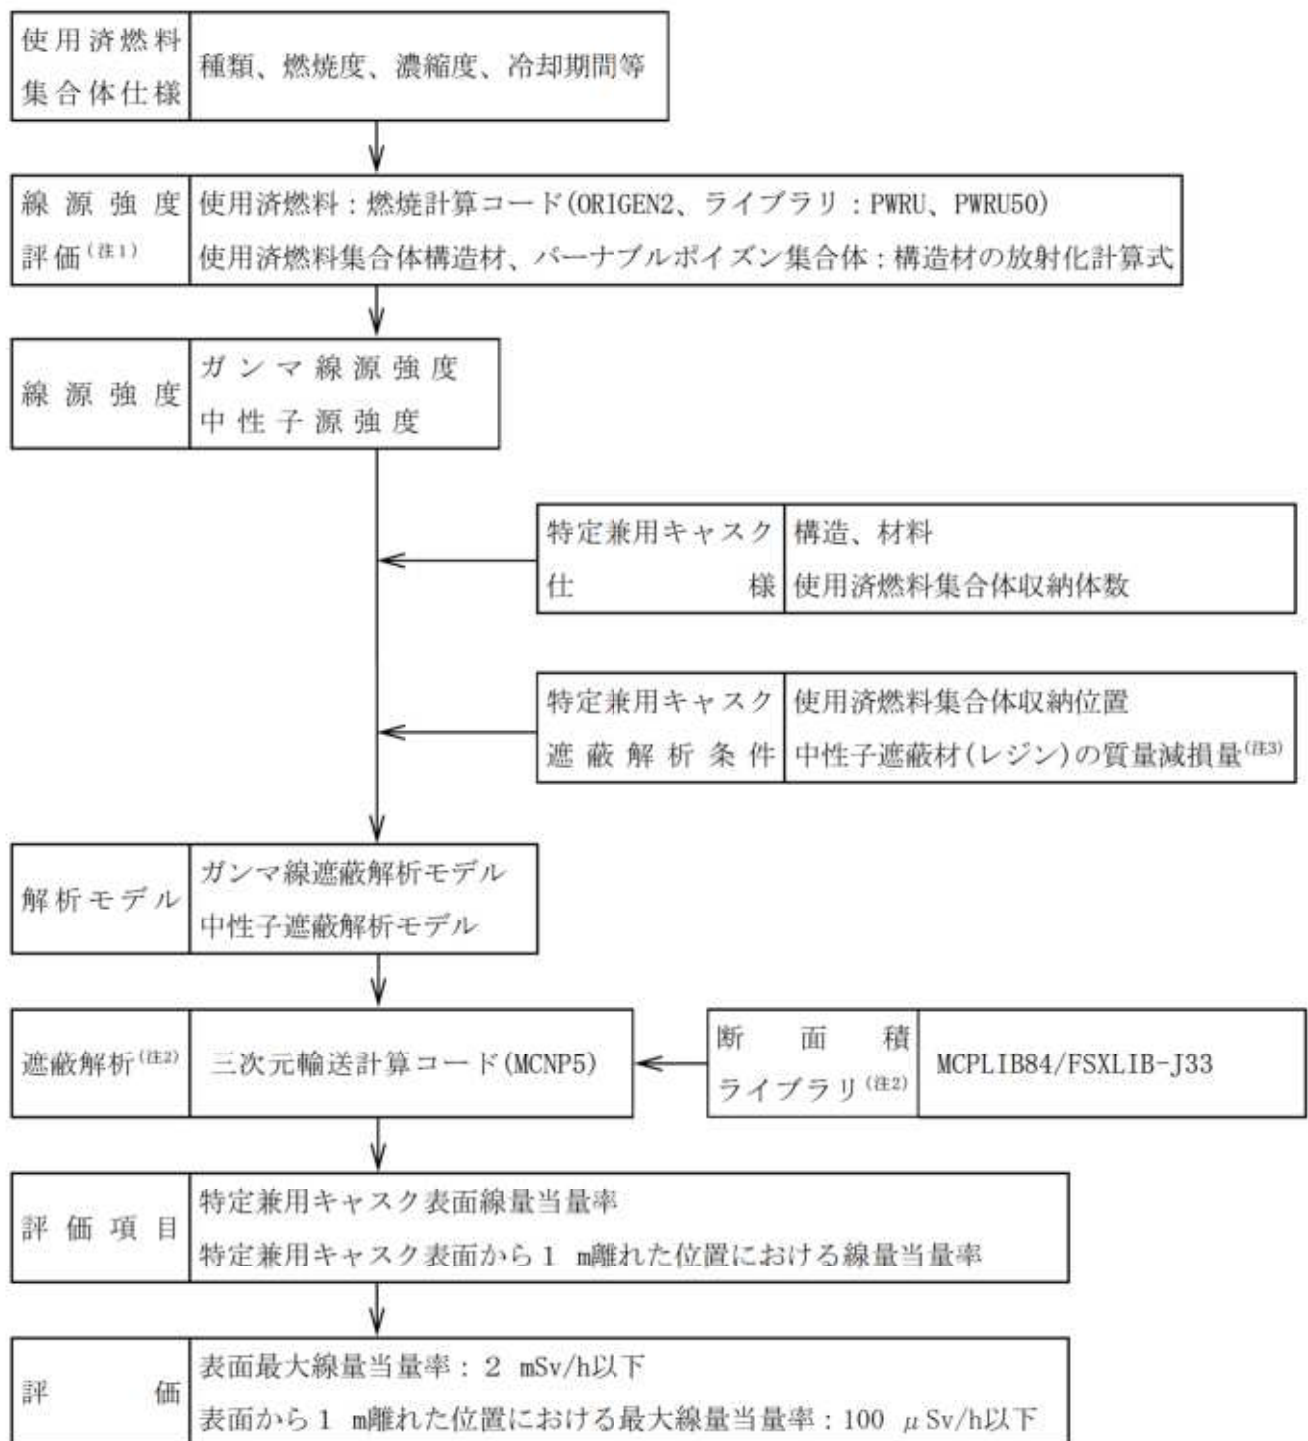 使用済燃料
集合体仕様
種類、燃焼度、濃縮度、冷却期間等
線源強度
評価(注1)
使用済燃料：燃焼計算コード(ORIGEN2、ライブラリ：PWRU、PWRU50)
使用済燃料集合体構造材、バーナブルポイズン集合体：構造材の放射化計算式
線源強度
ガンマ線源強度
中性子源強度
特定兼用キャスク
仕様
構造、材料
使用済燃料集合体収納体数
特定兼用キャスク
遮蔽解析条件
使用済燃料集合体収納位置
中性子遮蔽材(レジン)の質量減損量(注3)
解析モデル
ガンマ線遮蔽解析モデル
中性子遮蔽解析モデル
遮蔽解析(注2)
三次元輸送計算コード(MCNP5)
断面積
ライブラリ(注2)
MCPLIB84/FSXLIB-J33
評価項目
特定兼用キャスク表面線量当量率
特定兼用キャスク表面から1 m離れた位置における線量当量率
評価
表面最大線量当量率：2 mSv/h以下
表面から1 m離れた位置における最大線量当量率：100 μSv/h以下